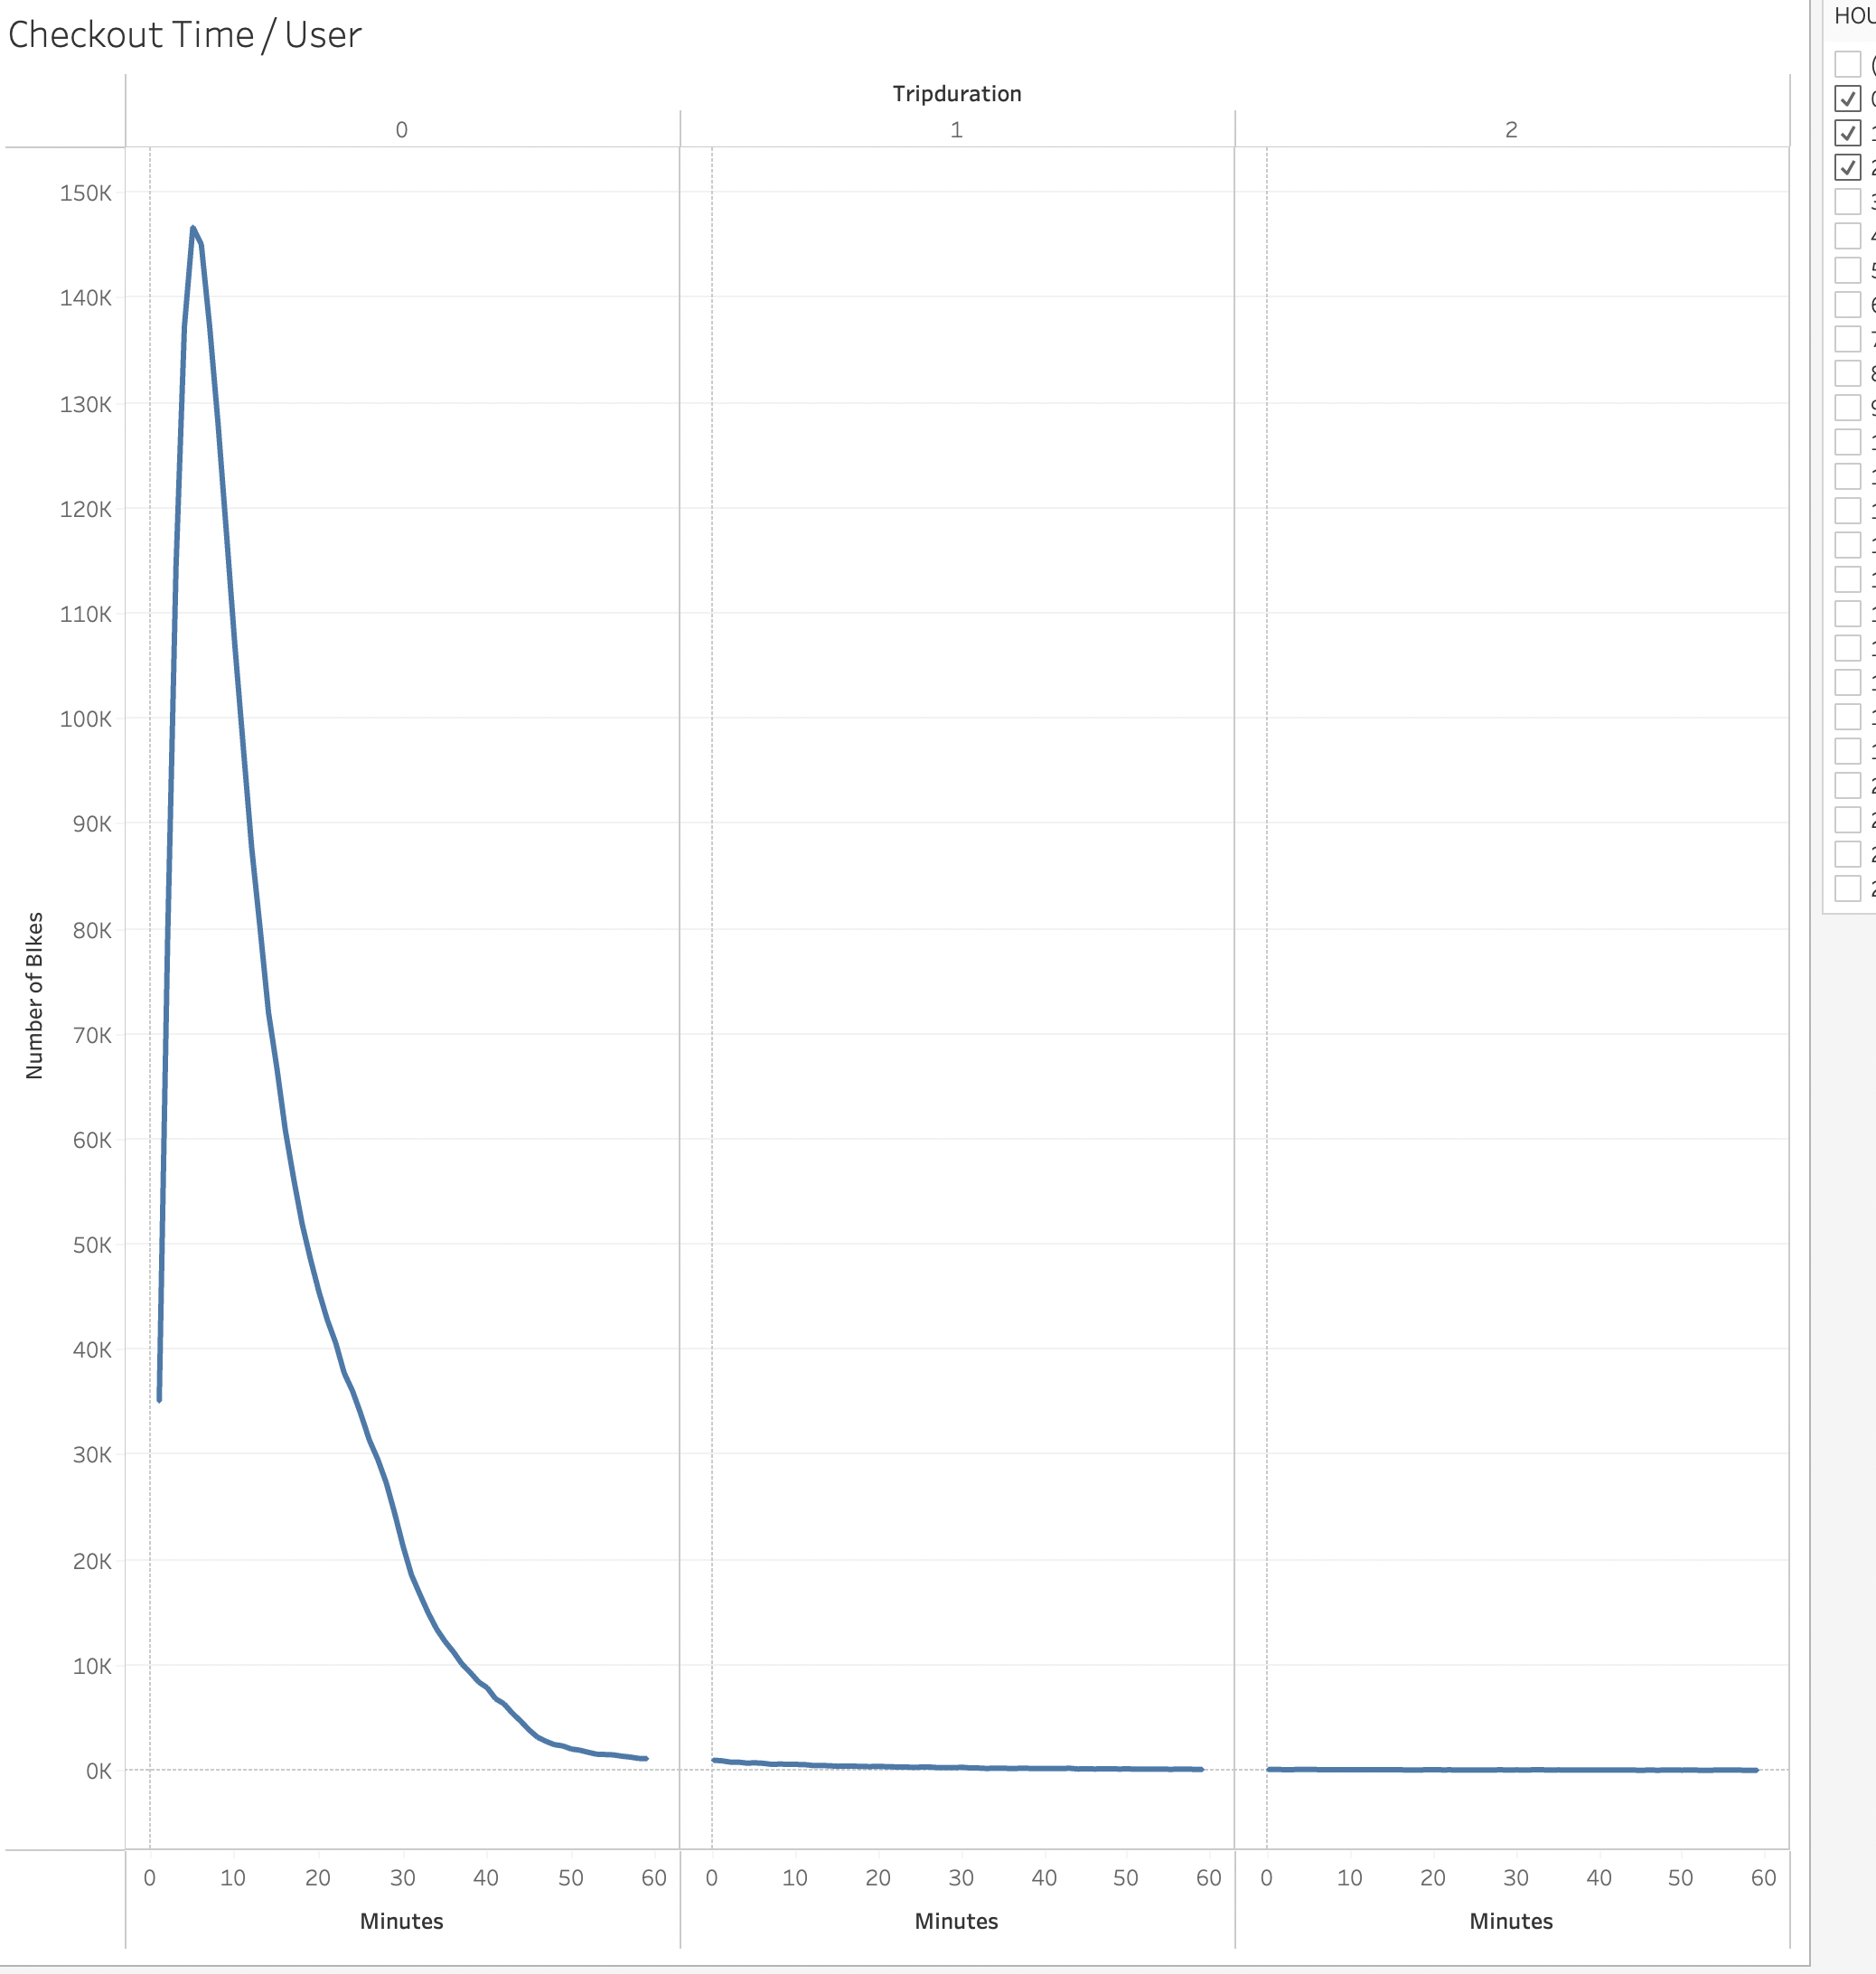 Checkout Time / User
HOU
Tripduration
0 1 2
150K
140K
130K
120K
110K
100K
90K
80K
70K
60K
50K
40K
30K
20K
10K
0K
Number of BIkes
0 10 20 30 40 50 60 0 10 20 30 40 50 60 0 10 20 30 40 50 60
Minutes Minutes Minutes